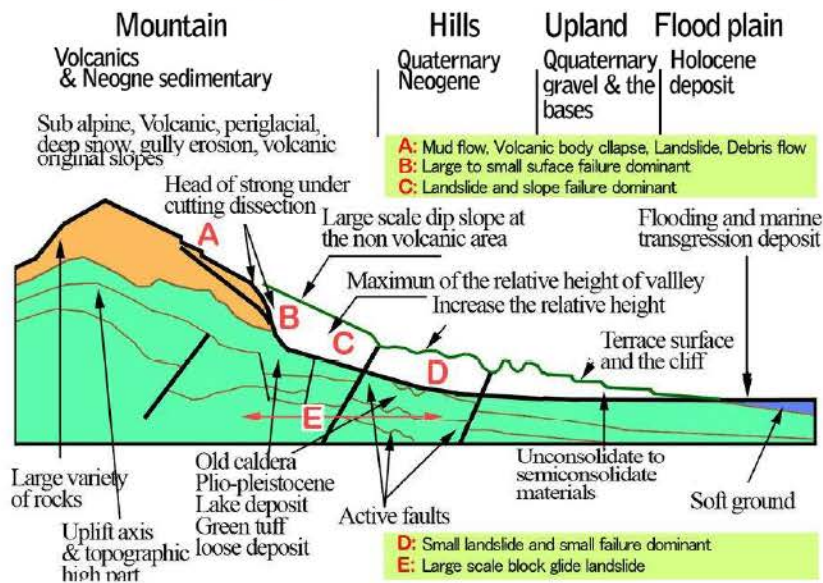 Mountain
Hills
Upland
Flood plain
Volcanics
& Neogne sedimentary
Quaternary
Neogene
Qquaternary
gravel & the
bases
Holocene
deposit
Sub alpine, Volcanic, periglacial,
deep snow, gully erosion, volcanic
original slopes
A: Mud flow, Volcanic body cllapse, Landslide, Debris flow
B: Large to small suface failure dominant
C: Landslide and slope failure dominant
Head of strong under
cutting dissection
Large scale dip slope at
the non volcanic area
Flooding and marine
transgression deposit
A
Maximun of the relative height of vallley
Increase the relative height
B
C
Terrace surface
and the cliff
D
E
Large variety
of rocks
Uplift axis
& topographic
high part
Old caldera
Plio-pleistocene
Lake deposit
Green tuff
loose deposit
Active faults
Unconsolidate to
semiconsolidate
materials
Soft ground
D: Small landslide and small failure dominant
E: Large scale block glide landslide